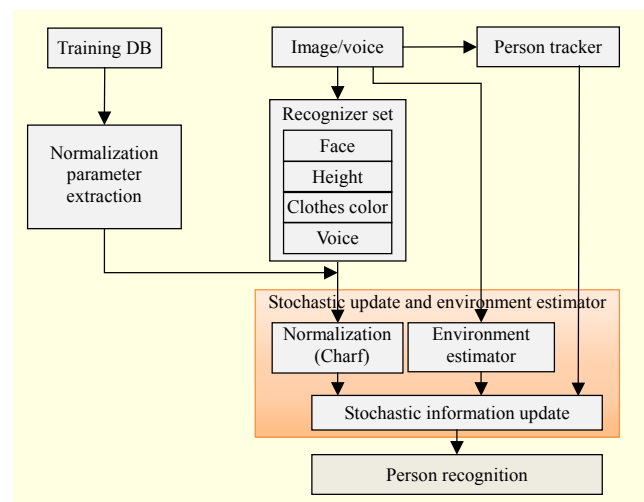 Training DB
Image/voice
Person tracker
Normalization
parameter
extraction
Recognizer set
Face
Height
Clothes color
Voice
Stochastic update and environment estimator
Normalization
(Charf)
Environment
estimator
Stochastic information update
Person recognition